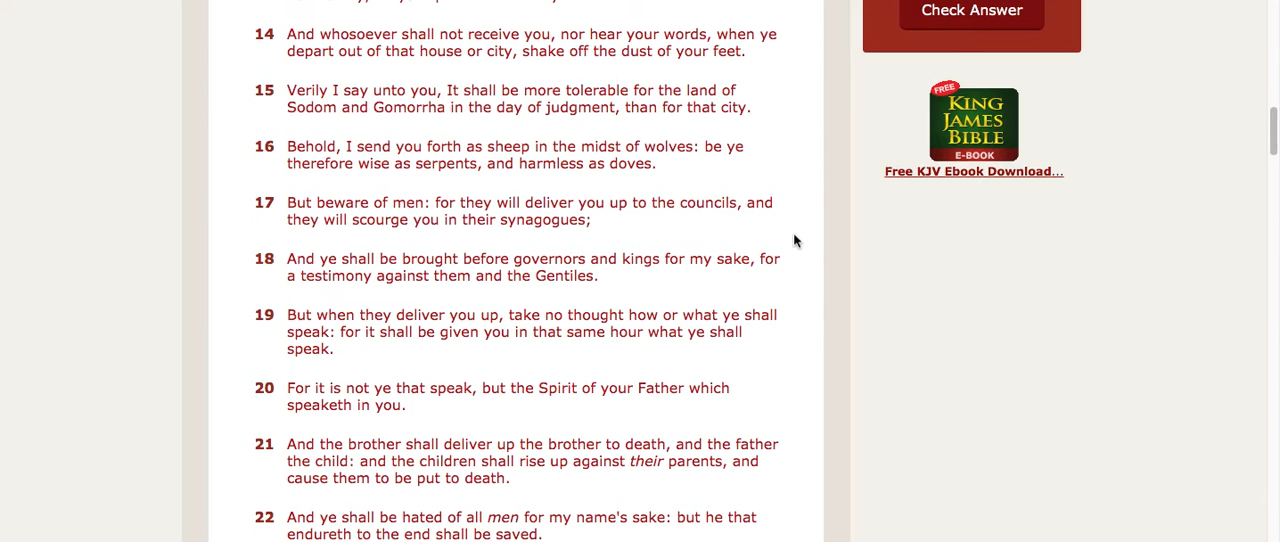 14 And whosoever shall not receive you, nor hear your words, when ye
depart out of that house or city, shake off the dust of your feet.
15 Verily I say unto you, It shall be more tolerable for the land of
Sodom and Gomorrha in the day of judgment, than for that city.
16 Behold, I send you forth as sheep in the midst of wolves: be ye
therefore wise as serpents, and harmless as doves.
17 But beware of men: for they will deliver you up to the councils, and
they will scourge you in their synagogues;
18 And ye shall be brought before governors and kings for my sake, for
a testimony against them and the Gentiles.
19 But when they deliver you up, take no thought how or what ye shall
speak: for it shall be given you in that same hour what ye shall
speak.
20 For it is not ye that speak, but the Spirit of your Father which
speaketh in you.
21 And the brother shall deliver up the brother to death, and the father
the child: and the children shall rise up against their parents, and
cause them to be put to death.
22 And ye shall be hated of all men for my name's sake: but he that
endureth to the end shall be saved.
Check Answer
FREE
KING
JAMES
BIBLE
E-BOOK
Free KJV Ebook Download...